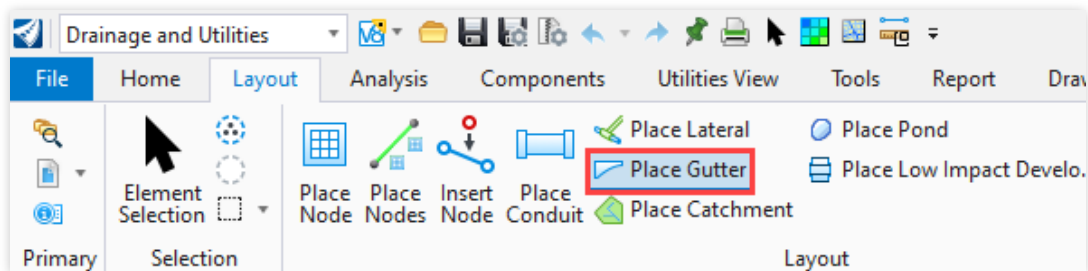 Drainage and Utilities
File Home Layout Analysis Components Utilities View Tools Report
Place Lateral Place Pond
Place Gutter Place Low Impact Develo..
Element Selection
Place Node
Place Nodes
Insert Node
Place Conduit
Place Catchment
Primary Selection Layout